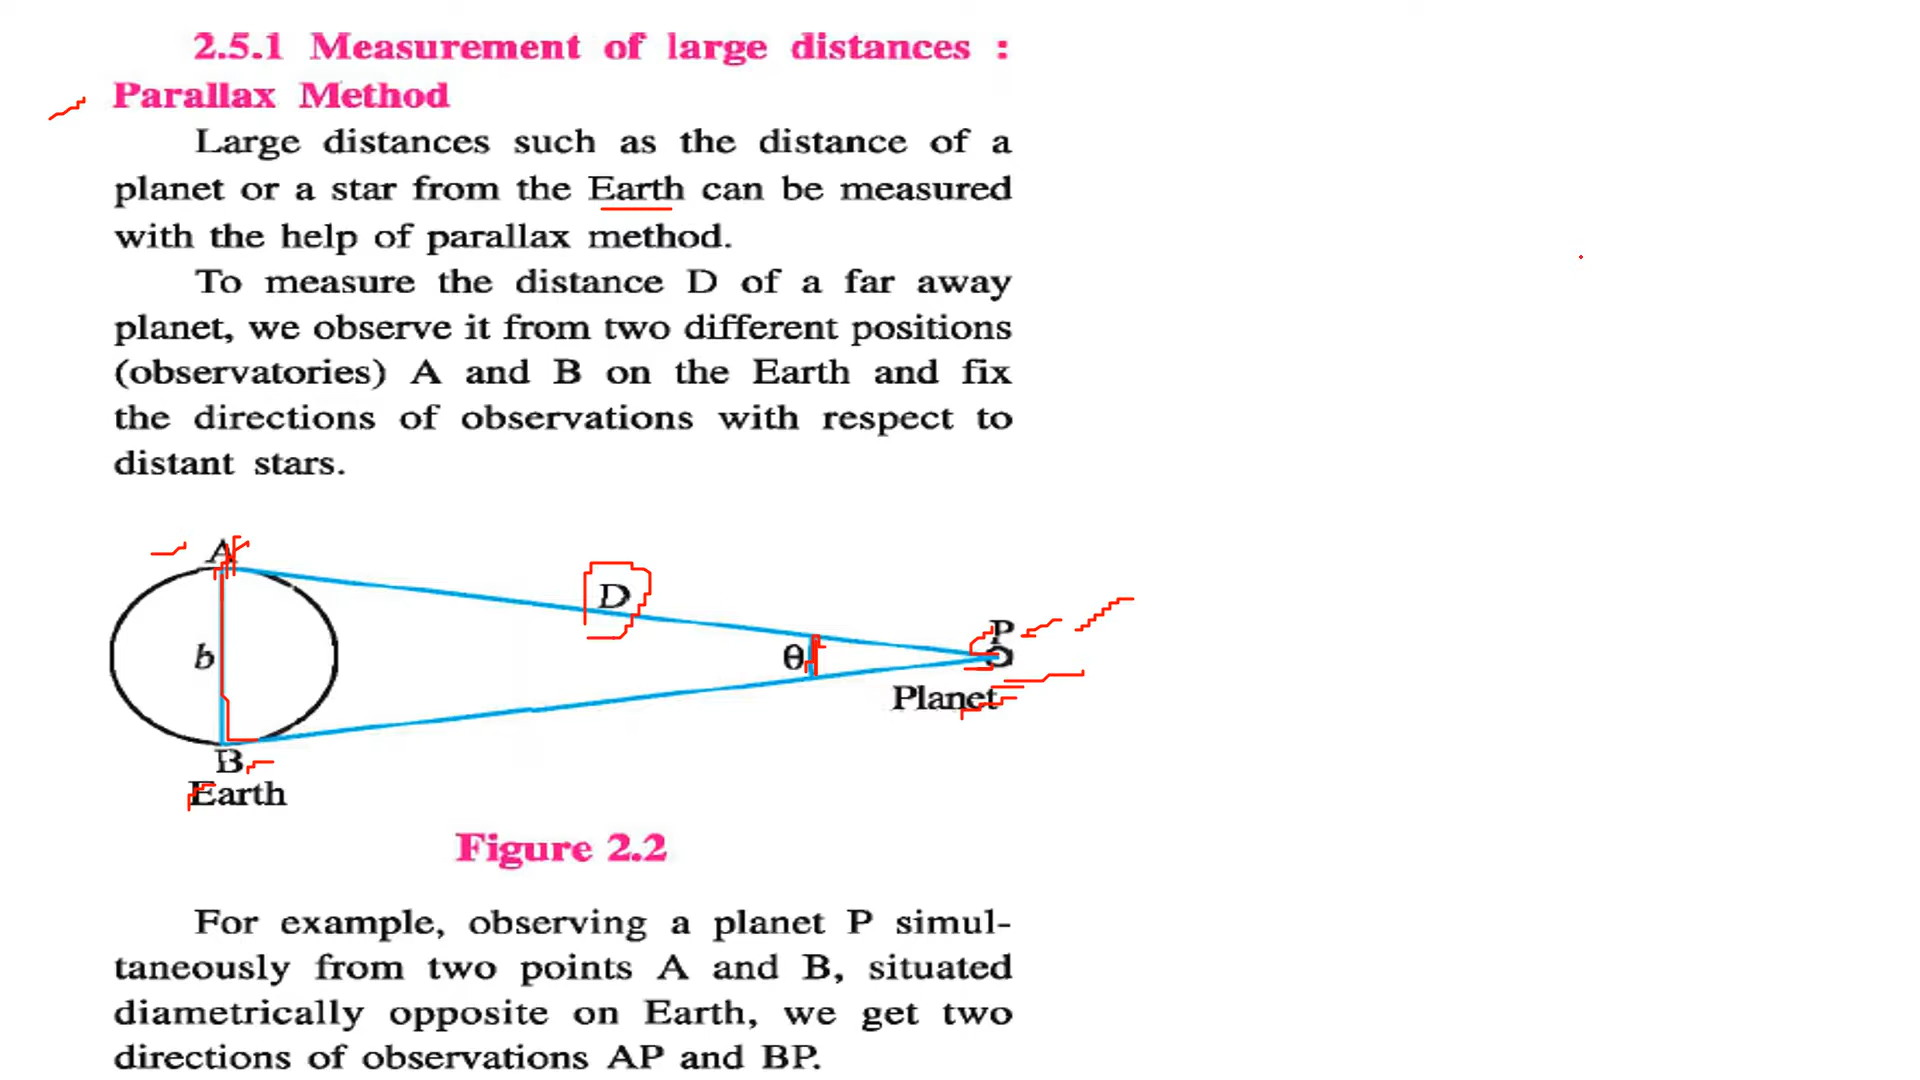 2.5.1 Measurement of large distances :
Parallax Method
Large distances such as the distance of a
planet or a star from the Earth can be measured
with the help of parallax method.
To measure the distance D of a far away
planet, we observe it from two different positions
(observatories) A and B on the Earth and fix
the directions of observations with respect to
distant stars.
A
D
P
b
θ
Planet
B
Earth
Figure 2.2
For example, observing a planet P simul-
taneously from two points A and B, situated
diametrically opposite on Earth, we get two
directions of observations AP and BP.